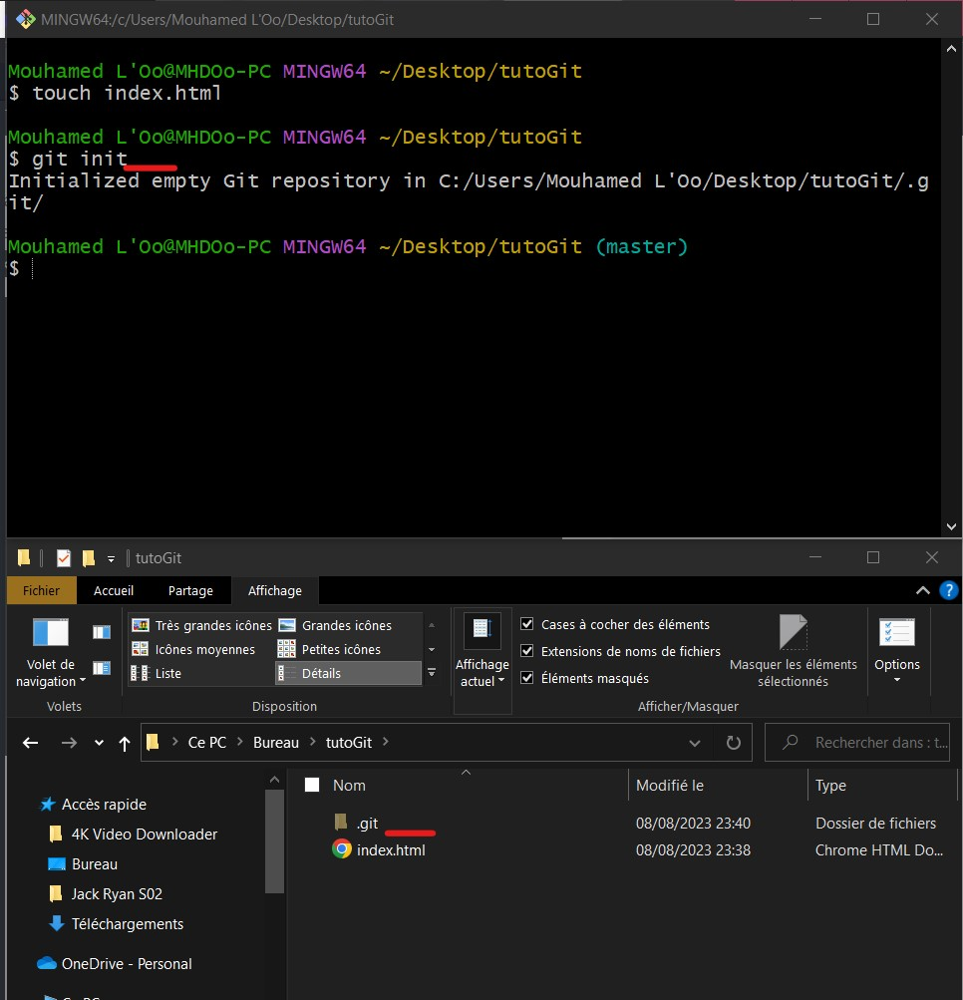 MINGW64:/c/Users/Mouhamed L'Oo/Desktop/tutoGit
Mouhamed L'Oo@MHDOo-PC MINGW64 ~/Desktop/tutoGit
$ touch index.html
Mouhamed L'Oo@MHDOo-PC MINGW64 ~/Desktop/tutoGit
$ git init
Initialized empty Git repository in C:/Users/Mouhamed L'Oo/Desktop/tutoGit/.g
it/
Mouhamed L'Oo@MHDOo-PC MINGW64 ~/Desktop/tutoGit (master)
$
tutoGit
Fichier Accueil Partage Affichage
Très grandes icônes Grandes icônes
Icônes moyennes Petites icônes
Liste Détails
Volet de
navigation
Volets
Disposition
Affichage
actuel
Cases à cocher des éléments
Extensions de noms de fichiers
Éléments masqués
Masquer les éléments
sélectionnés
Afficher/Masquer
Options
Ce PC > Bureau > tutoGit >
Rechercher dans : t...
Nom Modifié le Type
.git 08/08/2023 23:40 Dossier de fichiers
index.html 08/08/2023 23:38 Chrome HTML Do...
Accès rapide
4K Video Downloader
Bureau
Jack Ryan S02
Téléchargements
OneDrive - Personal